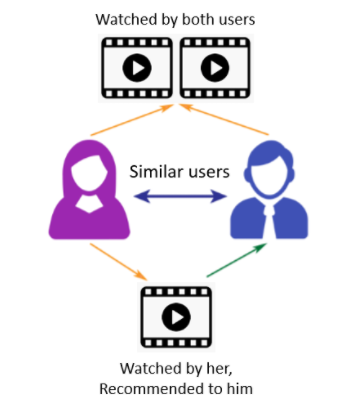 Watched by both users
Similar users
Watched by her,
Recommended to him